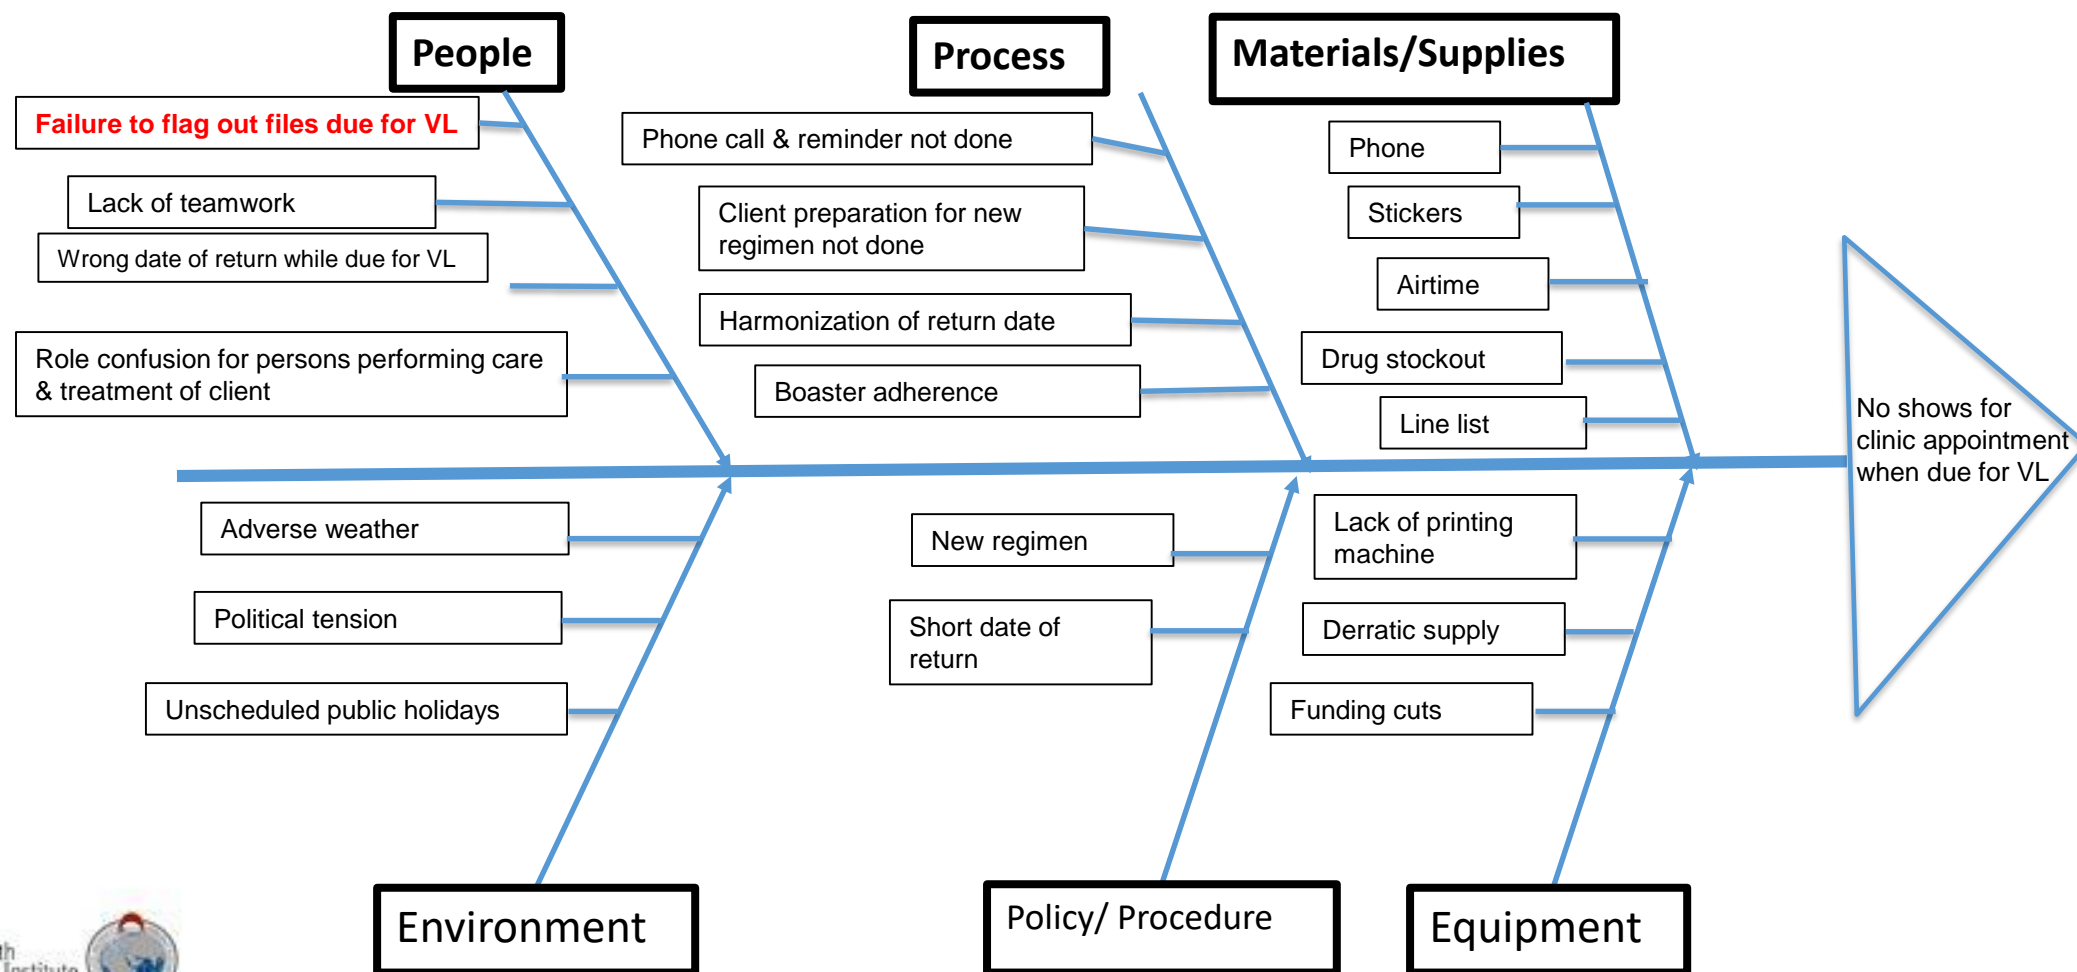 People
Process
Materials/Supplies
Failure to flag out files due for VL
Lack of teamwork
Wrong date of return while due for VL
Role confusion for persons performing care
& treatment of client
Phone call & reminder not done
Client preparation for new
regimen not done
Harmonization of return date
Boaster adherence
Phone
Stickers
Airtime
Drug stockout
Line list
No shows for
clinic appointment
when due for VL
Adverse weather
Political tension
Unscheduled public holidays
New regimen
Short date of
return
Lack of printing
machine
Derratic supply
Funding cuts
Environment
Policy/ Procedure
Equipment
th
Institute